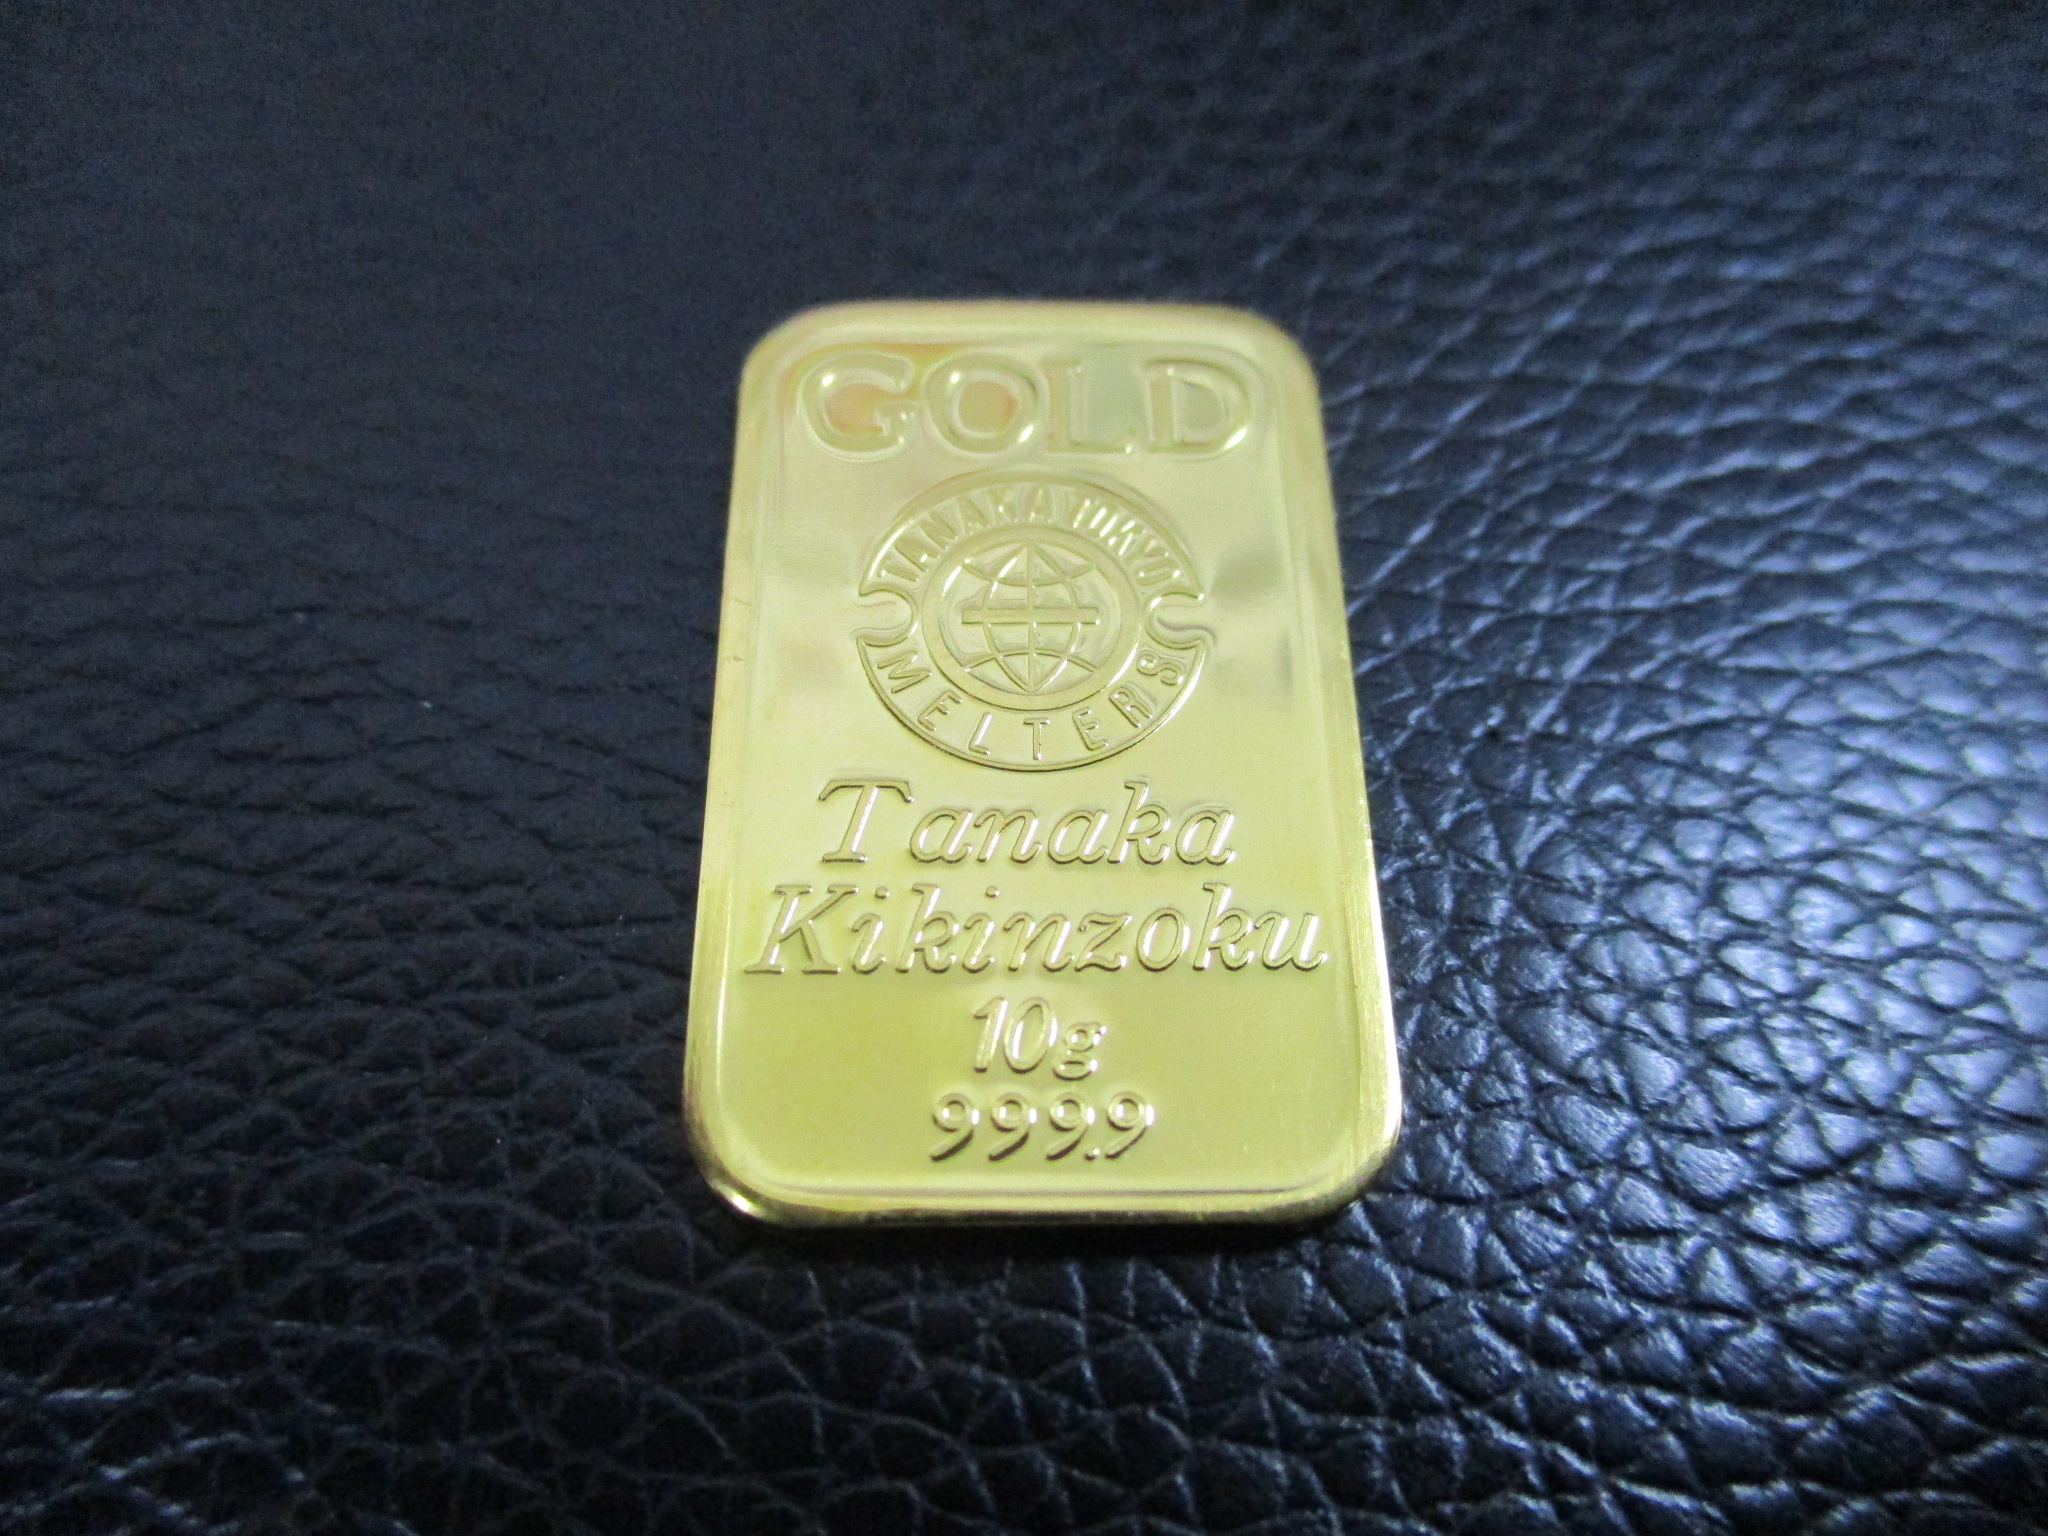 GOLD
TANAKA TOKYO
MELTERS
Tanaka
Kikinzoku
10g
999.9